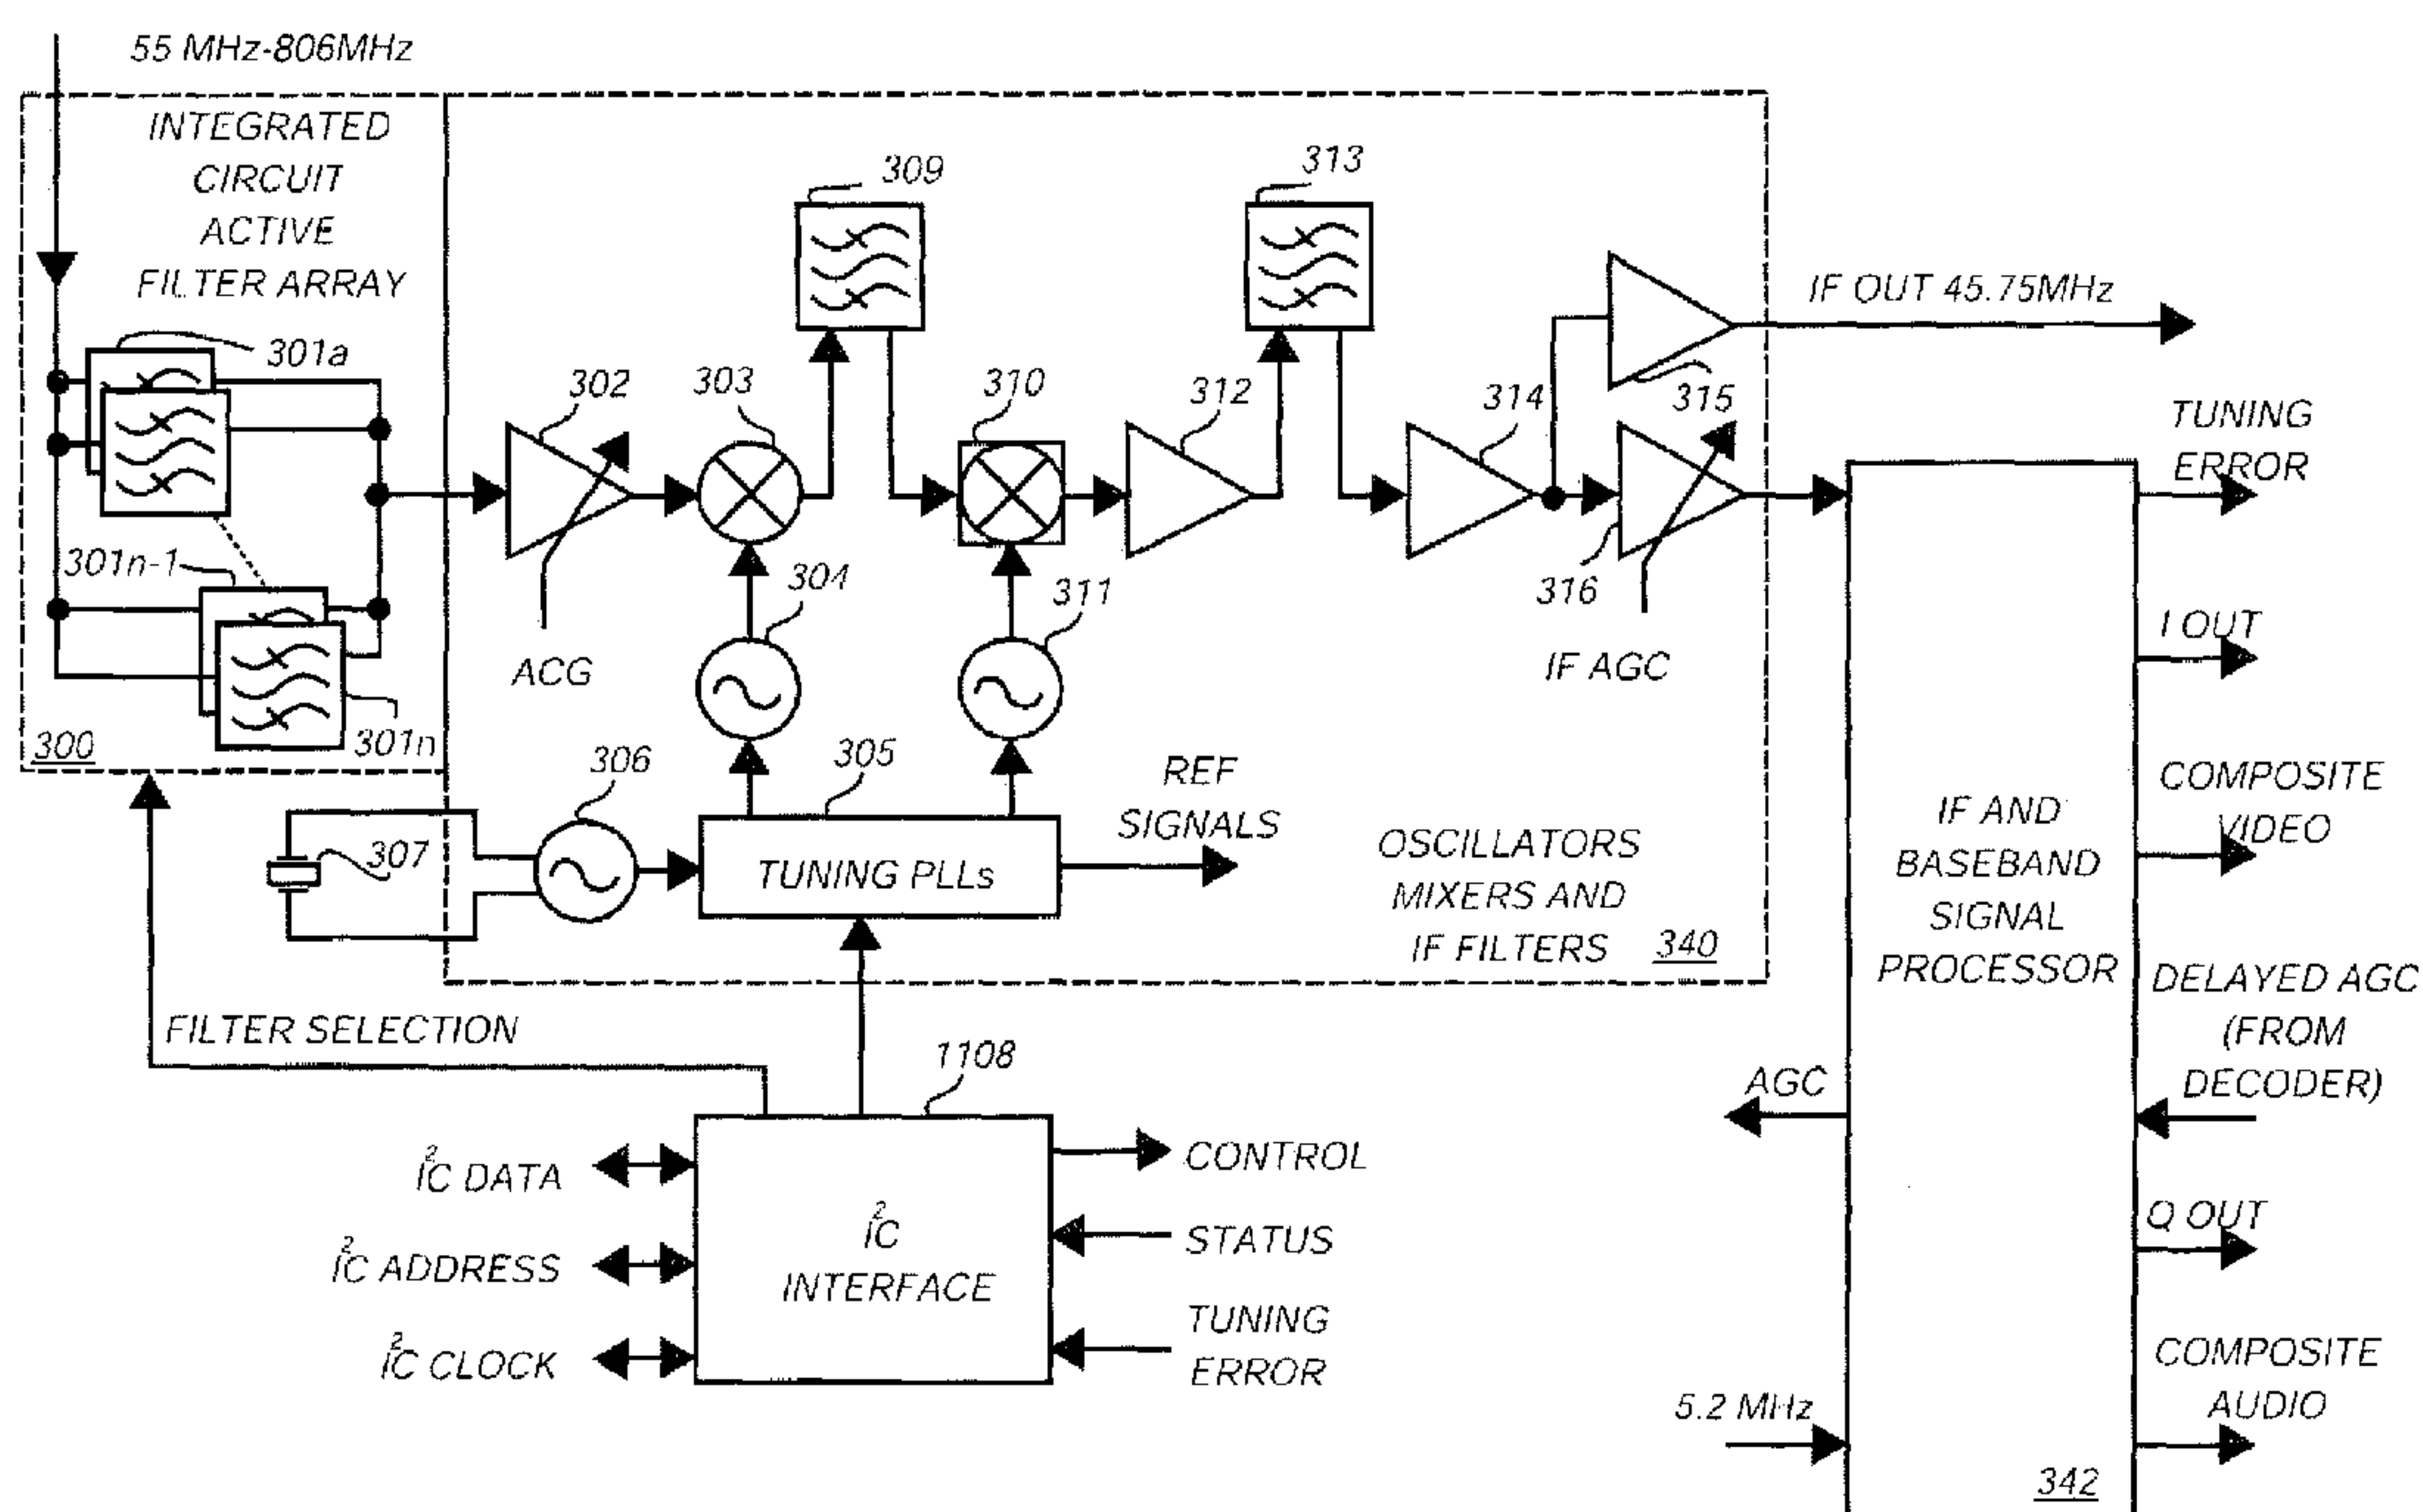 55 MHz-806MHz
INTEGRATED
CIRCUIT
ACTIVE
FILTER ARRAY
301a
301n-1
301n
300
302
ACG
303
304
309
310
311
312
313
314
315
316
IF AGC
IF OUT 45.75MHz
306
307
305
TUNING PLLs
REF
SIGNALS
OSCILLATORS
MIXERS AND
IF FILTERS
340
FILTER SELECTION
1108
I²C DATA
I²C ADDRESS
I²C CLOCK
I²C
INTERFACE
CONTROL
STATUS
TUNING
ERROR
IF AND
BASEBAND
SIGNAL
PROCESSOR
342
AGC
5.2 MHz
TUNING
ERROR
I OUT
COMPOSITE
VIDEO
DELAYED AGC
(FROM
DECODER)
Q OUT
COMPOSITE
AUDIO